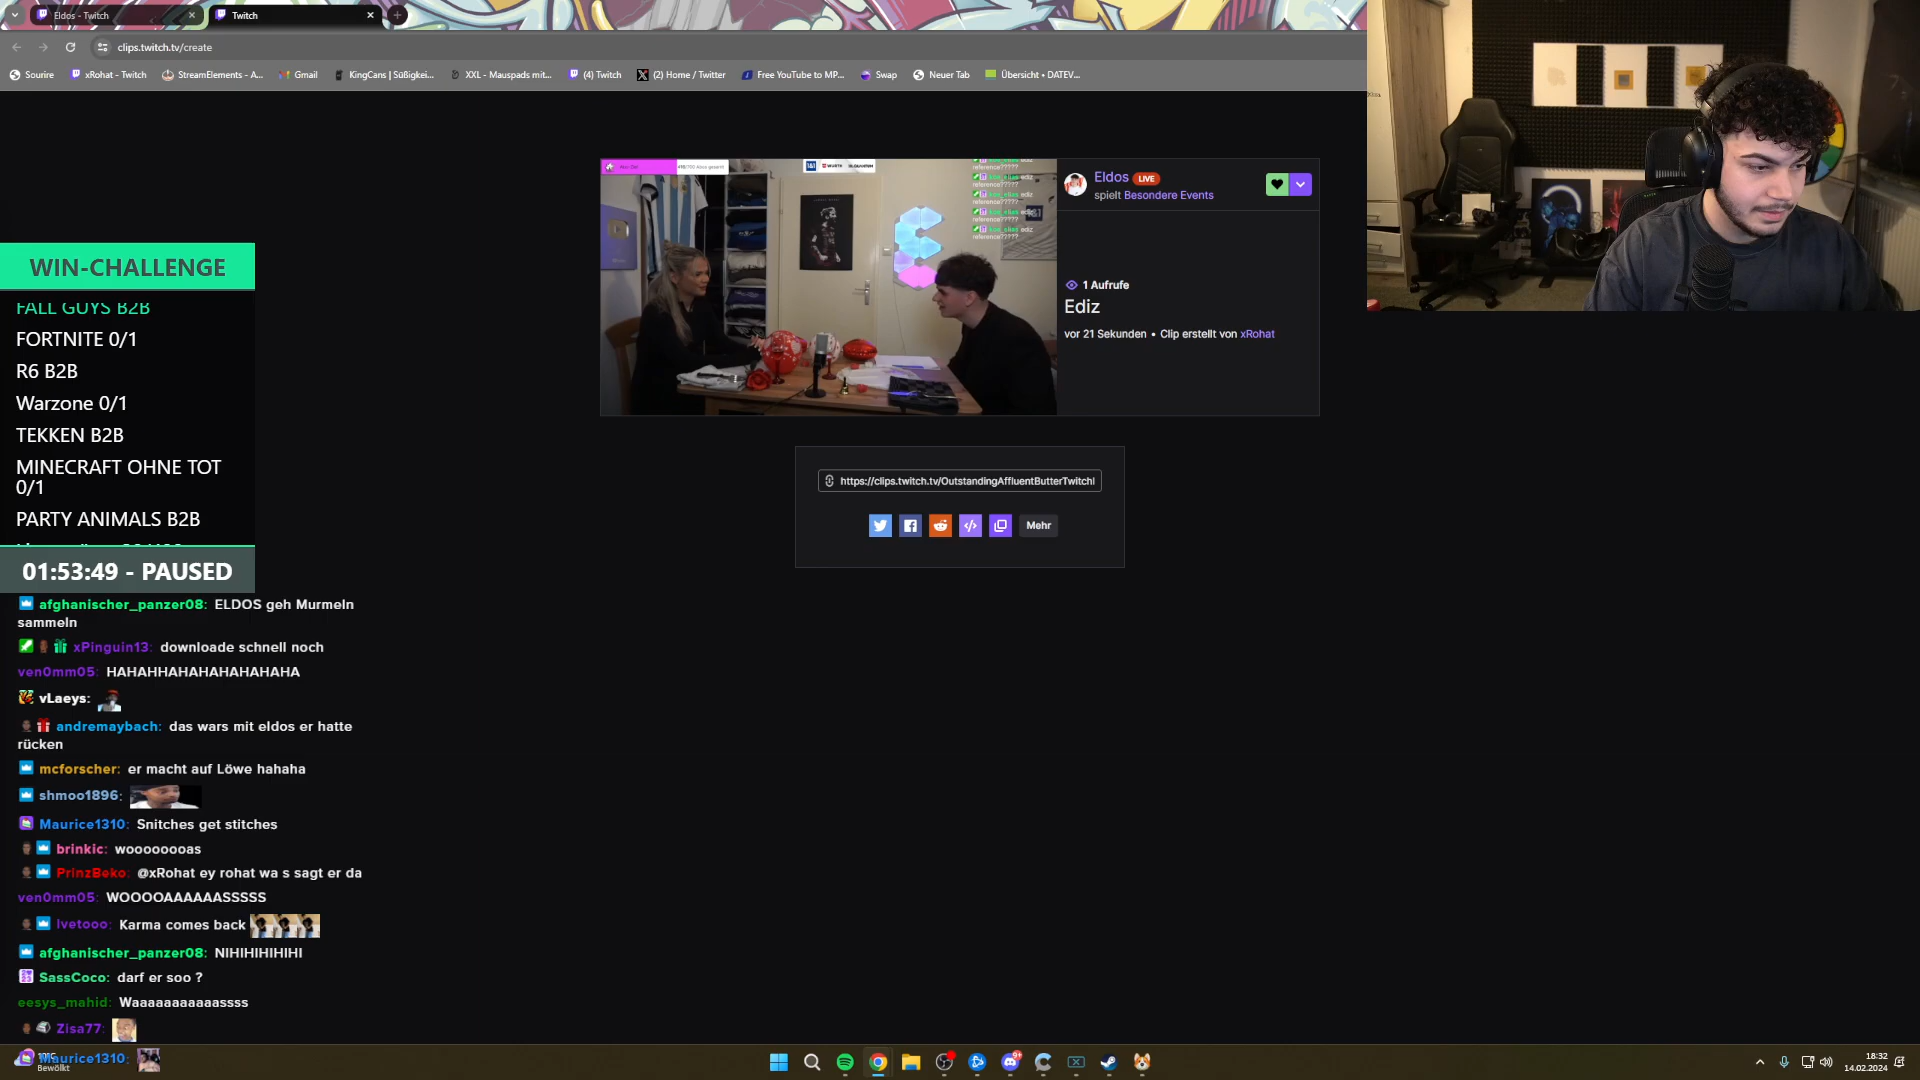 Eldos - Twitch
Twitch
clips.twitch.tv/create
Sourire
xRohat - Twitch
StreamElements - A...
Gmail
KingCans | Süßigkei...
XXL - Mauspads mit...
(4) Twitch
(2) Home / Twitter
Free YouTube to MP...
Swap
Neuer Tab
Übersicht • DATEV...
WIN-CHALLENGE
FALL GUYS B2B
FORTNITE 0/1
R6 B2B
Warzone 0/1
TEKKEN B2B
MINECRAFT OHNE TOT
0/1
PARTY ANIMALS B2B
01:53:49 - PAUSED
Eldos LIVE
spielt Besondere Events
1 Aufrufe
Ediz
vor 21 Sekunden • Clip erstellt von xRohat
https://clips.twitch.tv/OutstandingAffluentButterTwitchI
Mehr
afghanischer_panzer08: ELDOS geh Murmeln
sammeln
xPinguin13: downloade schnell noch
ven0mm05: HAHAHHAHAHAHAHAHA
vLaeys:
andremaybach: das wars mit eldos er hatte
rücken
mcforscher: er macht auf Löwe hahaha
shmoo1896:
Maurice1310: Snitches get stitches
brinkic: woooooooas
PrinzBeko: @xRohat ey rohat wa s sagt er da
ven0mm05: WOOOOAAAAAASSSSS
lvetooo: Karma comes back
afghanischer_panzer08: NIHIHIHIHIHI
SassCoco: darf er soo ?
eesys_mahid: Waaaaaaaaaaassss
Zisa77:
Maurice1310:
Bewölkt
18:32
14.02.2024